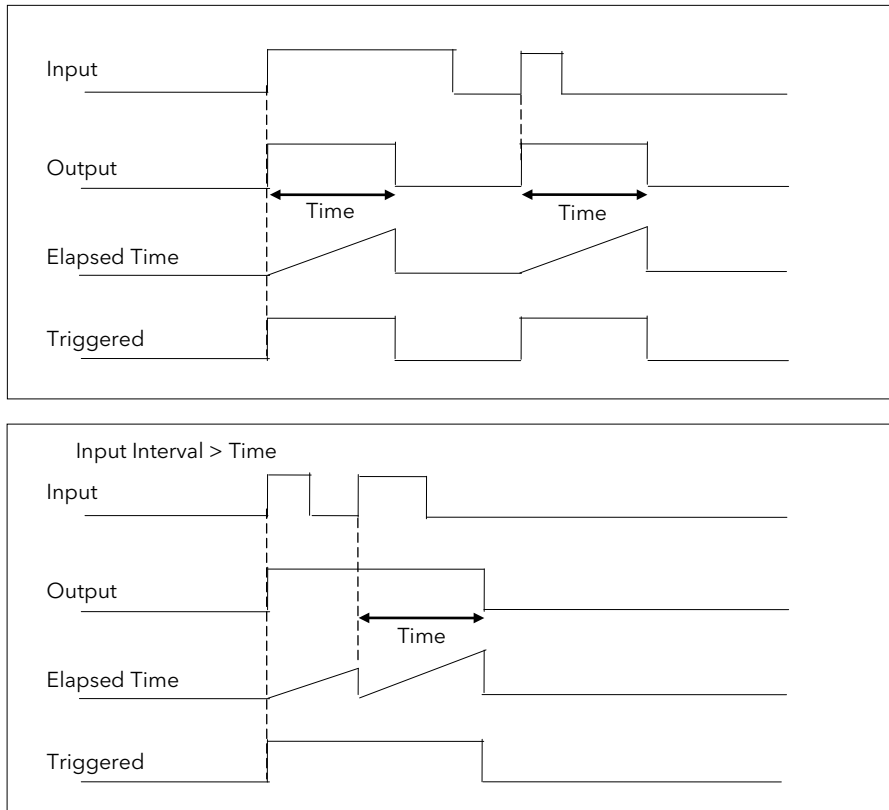 Input
Output
Time
Time
Elapsed Time
Triggered
Input Interval > Time
Input
Output
Time
Elapsed Time
Triggered